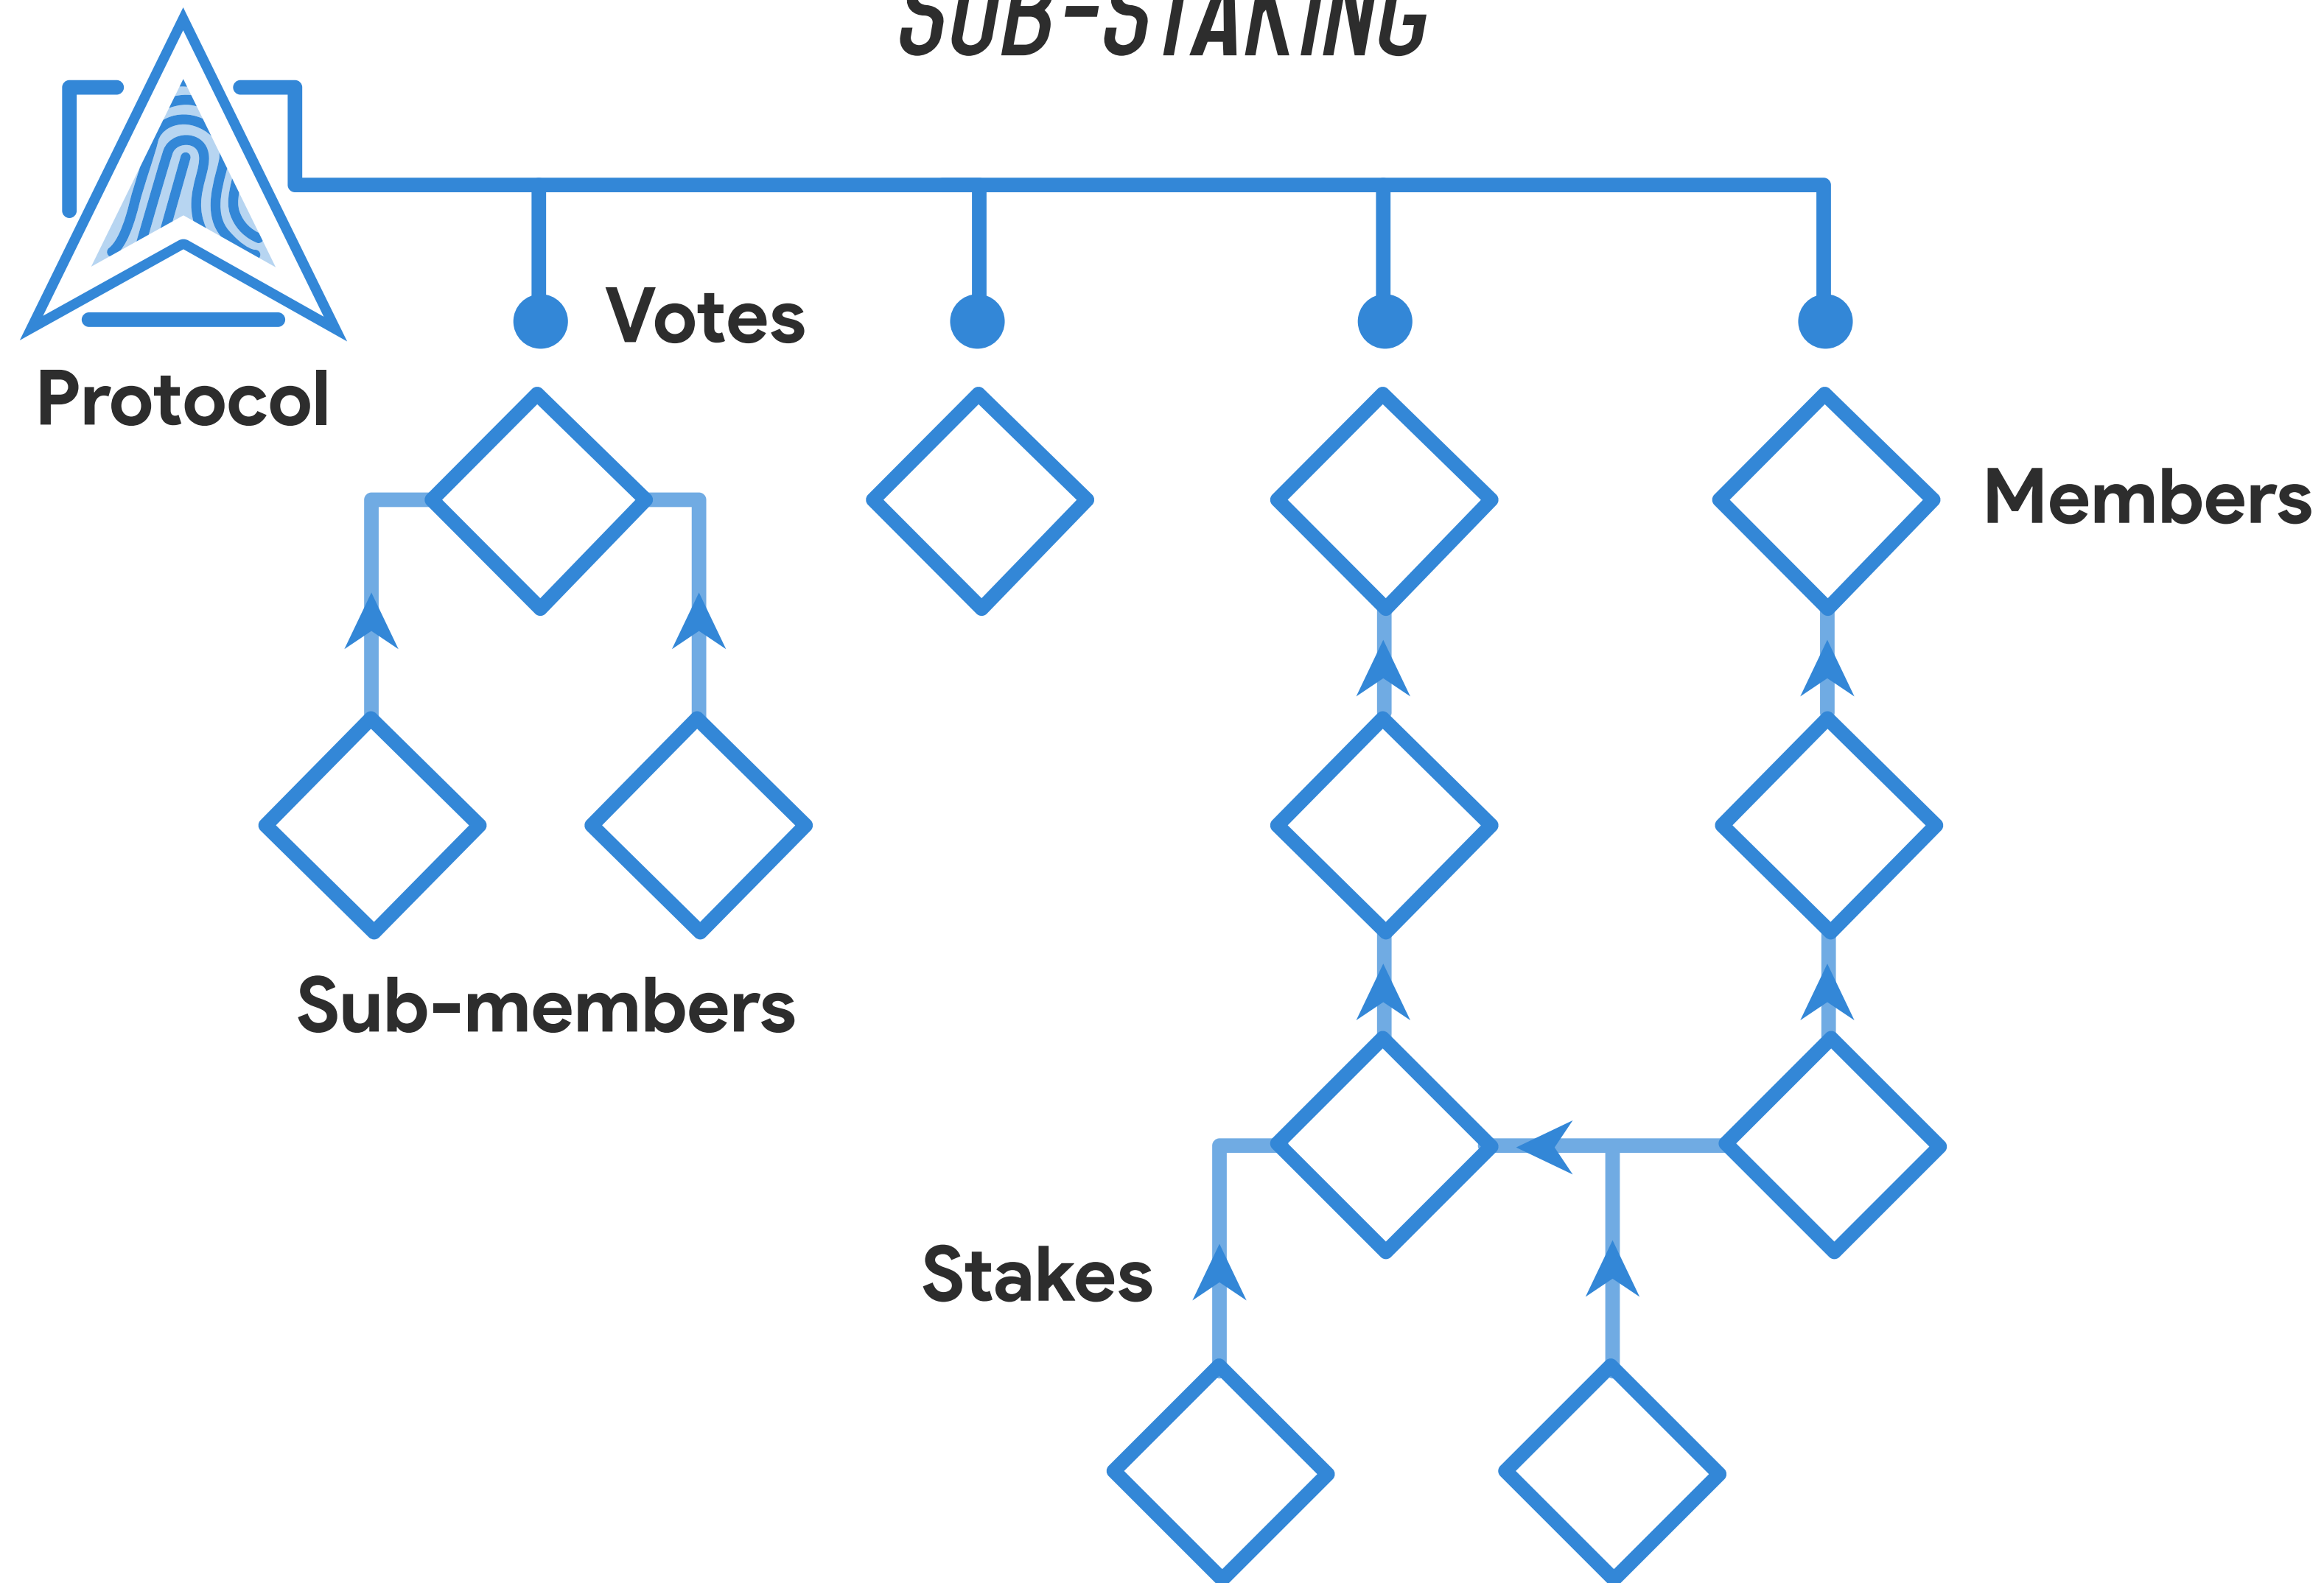 SUB-STAKING
Votes
Protocol
Members
Sub-members
Stakes